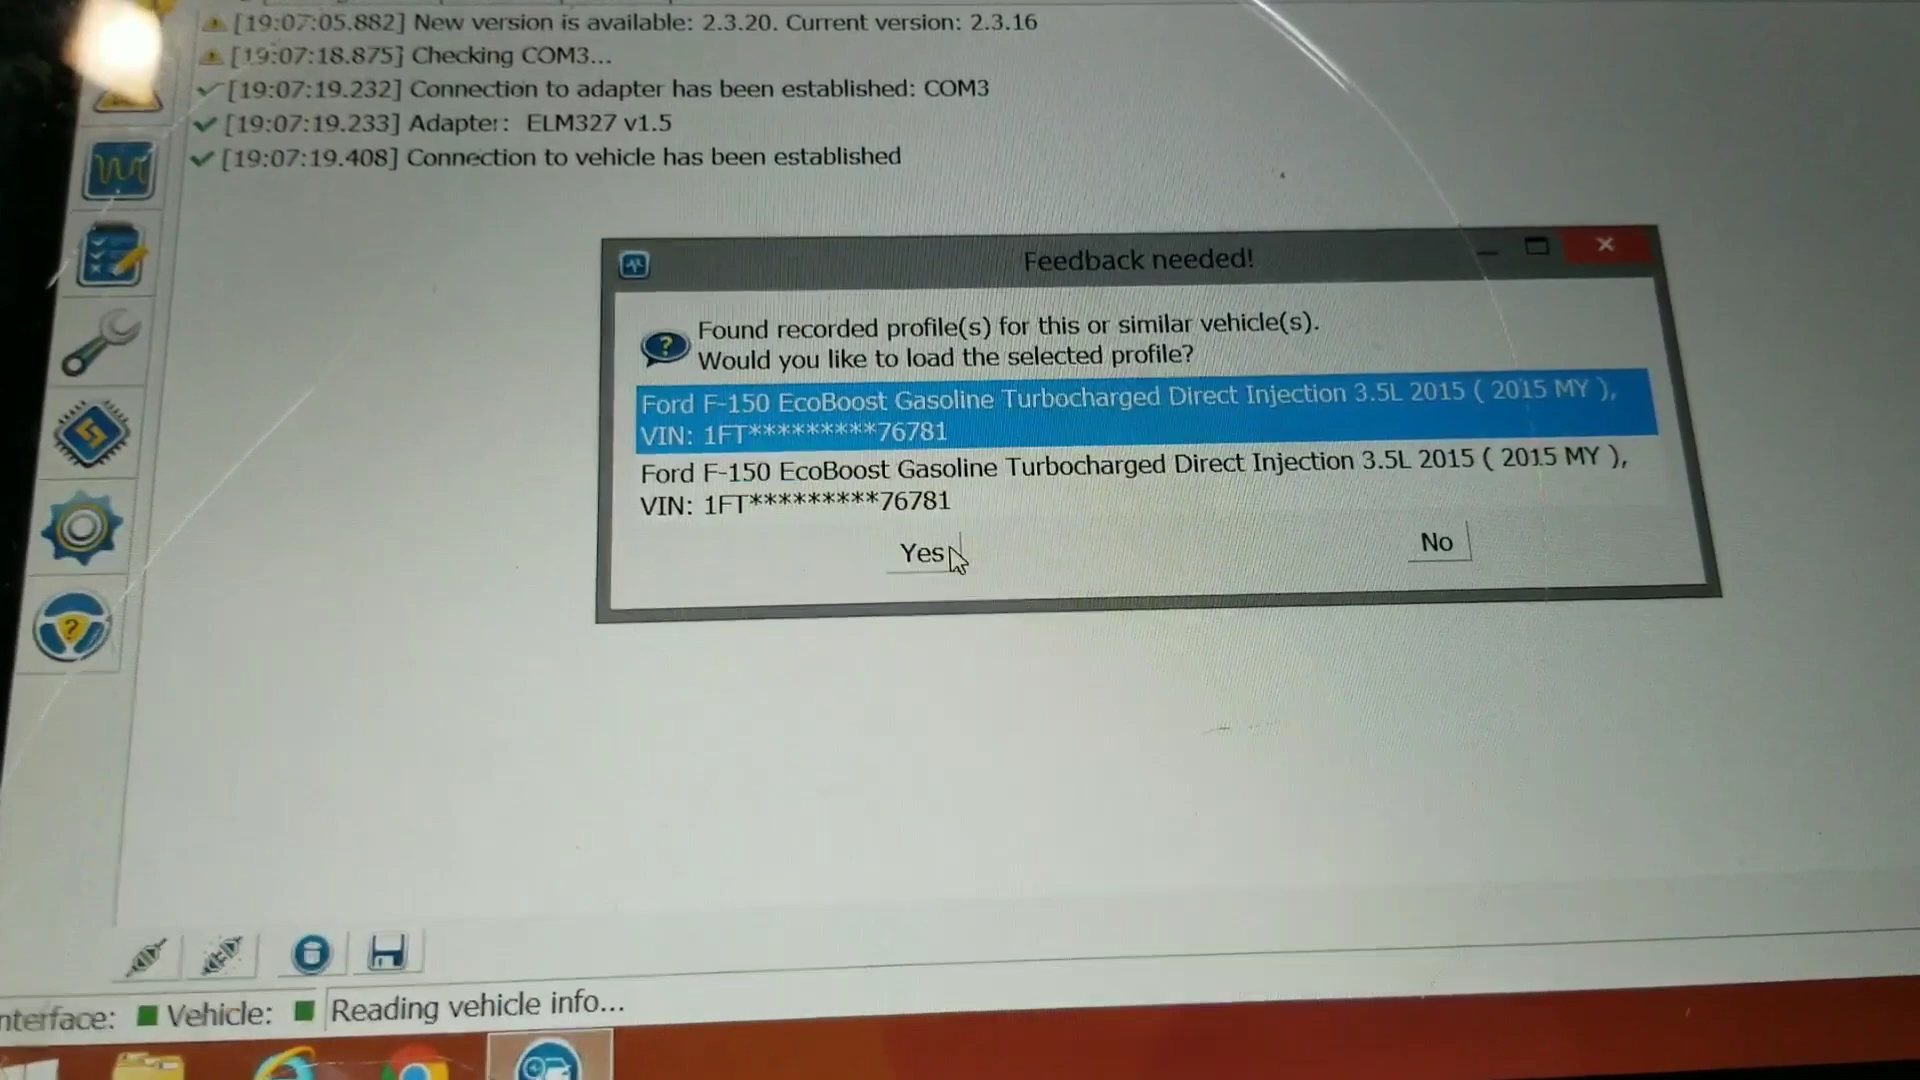 [19:07:05.882] New version is available: 2.3.20. Current version: 2.3.16
[19:07:18.875] Checking COM3...
[19:07:19.232] Connection to adapter has been established: COM3
[19:07:19.233] Adapter: ELM327 v1.5
[19:07:19.408] Connection to vehicle has been established
Feedback needed!
Found recorded profile(s) for this or similar vehicle(s).
Would you like to load the selected profile?
Ford F-150 EcoBoost Gasoline Turbocharged Direct Injection 3.5L 2015 ( 2015 MY ),
VIN: 1FT*********76781
Ford F-150 EcoBoost Gasoline Turbocharged Direct Injection 3.5L 2015 ( 2015 MY ),
VIN: 1FT*********76781
Yes No
nterface: Vehicle: Reading vehicle info...